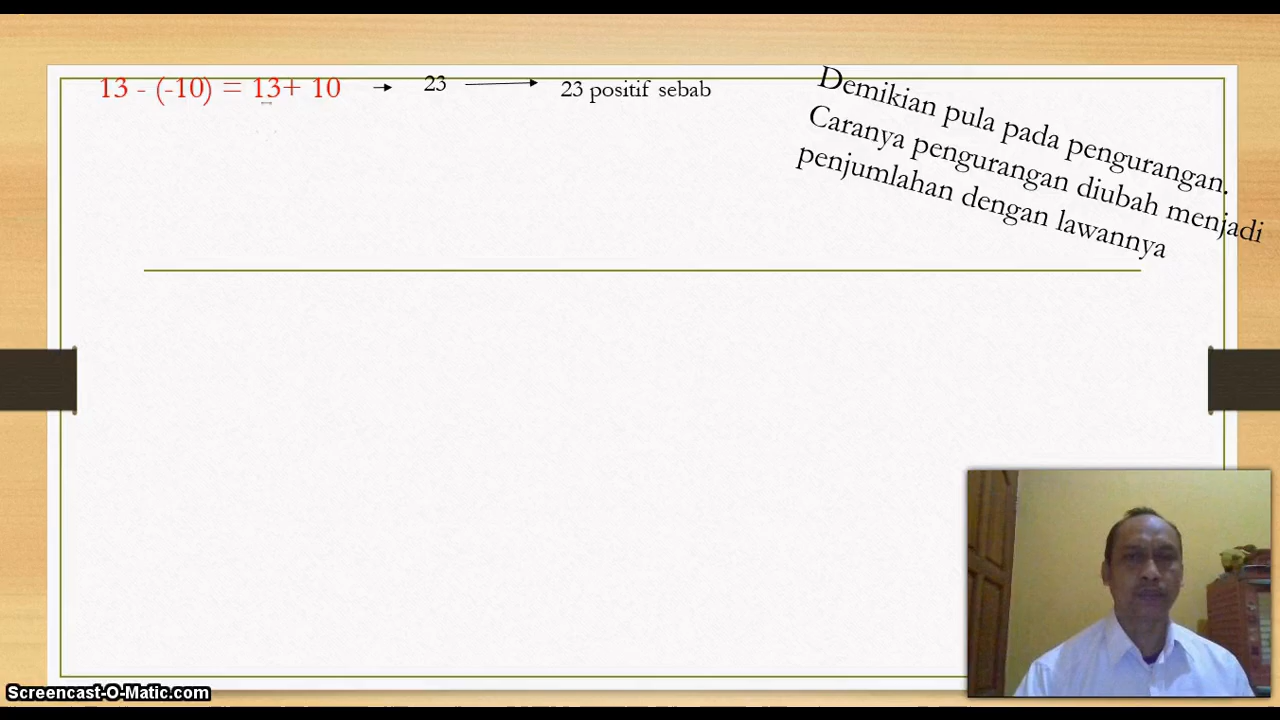 13 - (-10) = 13+ 10 → 23 → 23 positif sebab
Demikian pula pada pengurangan.
Caranya pengurangan diubah menjadi
penjumlahan dengan lawannya
Screencast-O-Matic.com